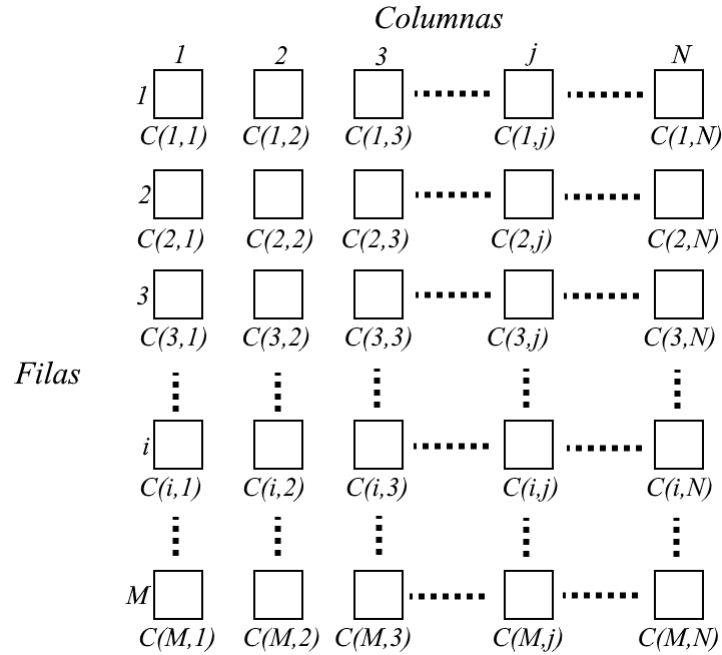 Columnas
1 2 3 j N
1
C(1,1) C(1,2) C(1,3) C(1,j) C(1,N)
2
C(2,1) C(2,2) C(2,3) C(2,j) C(2,N)
3
C(3,1) C(3,2) C(3,3) C(3,j) C(3,N)
Filas
i
C(i,1) C(i,2) C(i,3) C(i,j) C(i,N)
M
C(M,1) C(M,2) C(M,3) C(M,j) C(M,N)